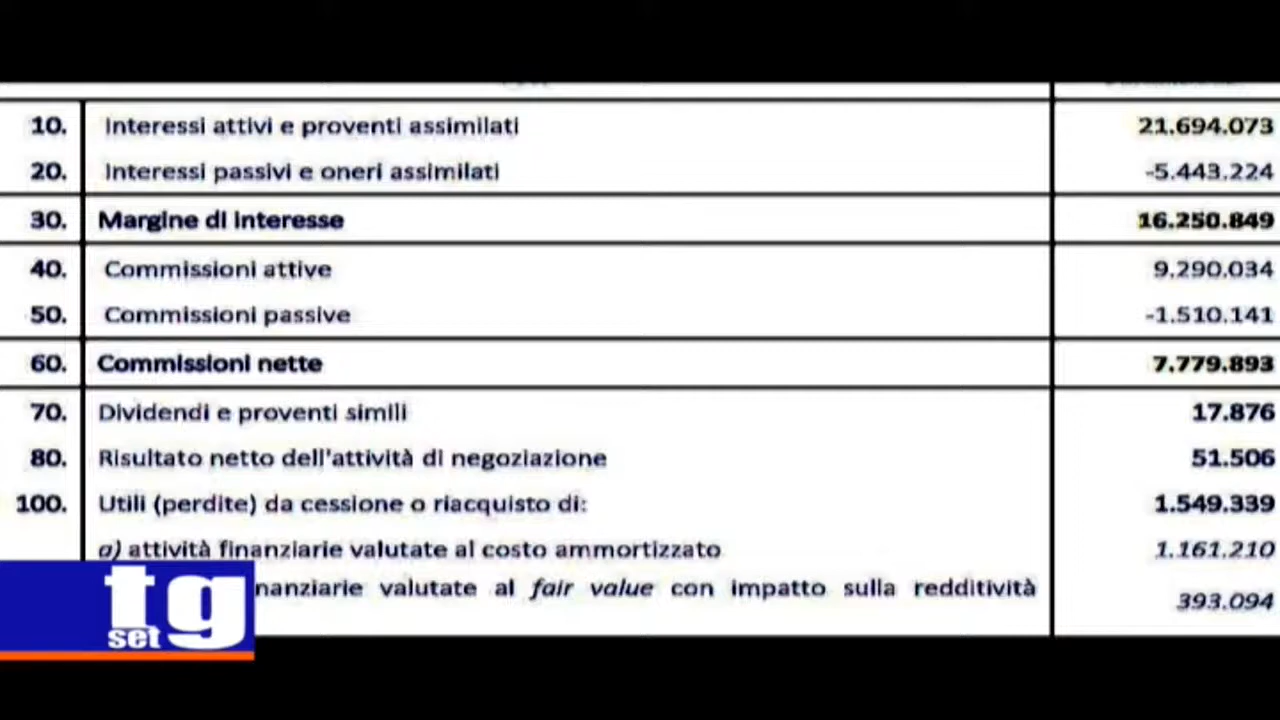 10. Interessi attivi e proventi assimilati 21.694.073
20. Interessi passivi e oneri assimilati -5.443.224
30. Margine di interesse 16.250.849
40. Commissioni attive 9.290.034
50. Commissioni passive -1.510.141
60. Commissioni nette 7.779.893
70. Dividendi e proventi simili 17.876
80. Risultato netto dell'attività di negoziazione 51.506
100. Utili (perdite) da cessione o riacquisto di: 1.549.339
a) attività finanziarie valutate al costo ammortizzato 1.161.210
nanziarie valutate al fair value con impatto sulla redditività 393.094
tg
set